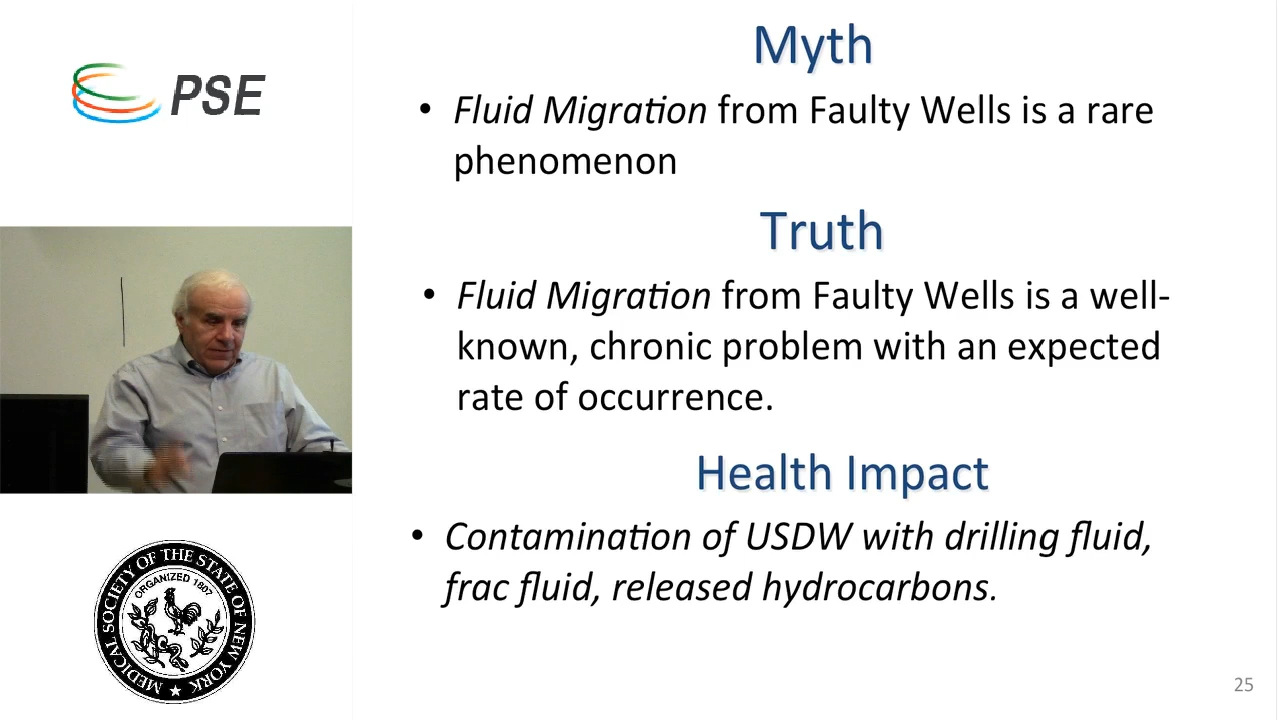 PSE
Myth
• Fluid Migration from Faulty Wells is a rare
phenomenon
Truth
• Fluid Migration from Faulty Wells is a well-
known, chronic problem with an expected
rate of occurrence.
Health Impact
• Contamination of USDW with drilling fluid,
frac fluid, released hydrocarbons.
MEDICAL SOCIETY OF THE STATE OF NEW YORK
ORGANIZED 1807
25